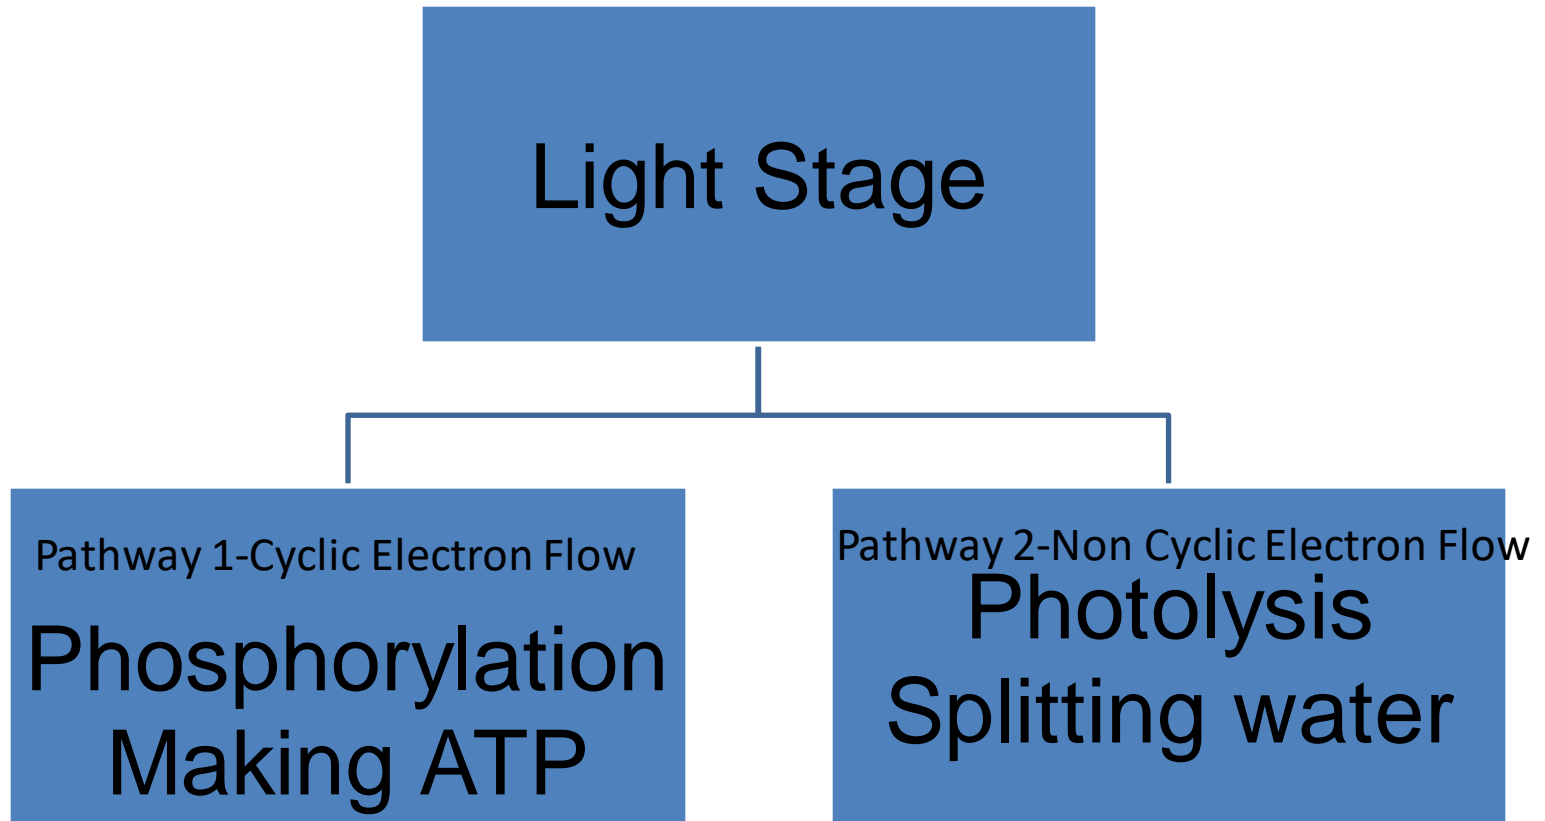 Light Stage
Pathway 1-Cyclic Electron Flow
Phosphorylation
Making ATP
Pathway 2-Non Cyclic Electron Flow
Photolysis
Splitting water